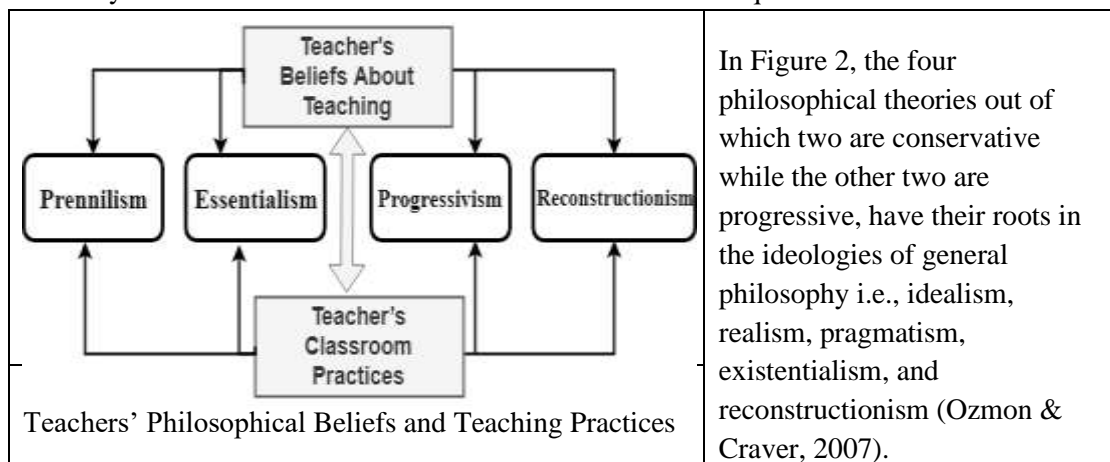 Teacher's
Beliefs About
Teaching
Prennilism
Essentialism
Progressivism
Reconstructionism
Teacher's
Classroom
Practices
Teachers' Philosophical Beliefs and Teaching Practices
In Figure 2, the four
philosophical theories out of
which two are conservative
while the other two are
progressive, have their roots in
the ideologies of general
philosophy i.e., idealism,
realism, pragmatism,
existentialism, and
reconstructionism (Ozmon &
Craver, 2007).